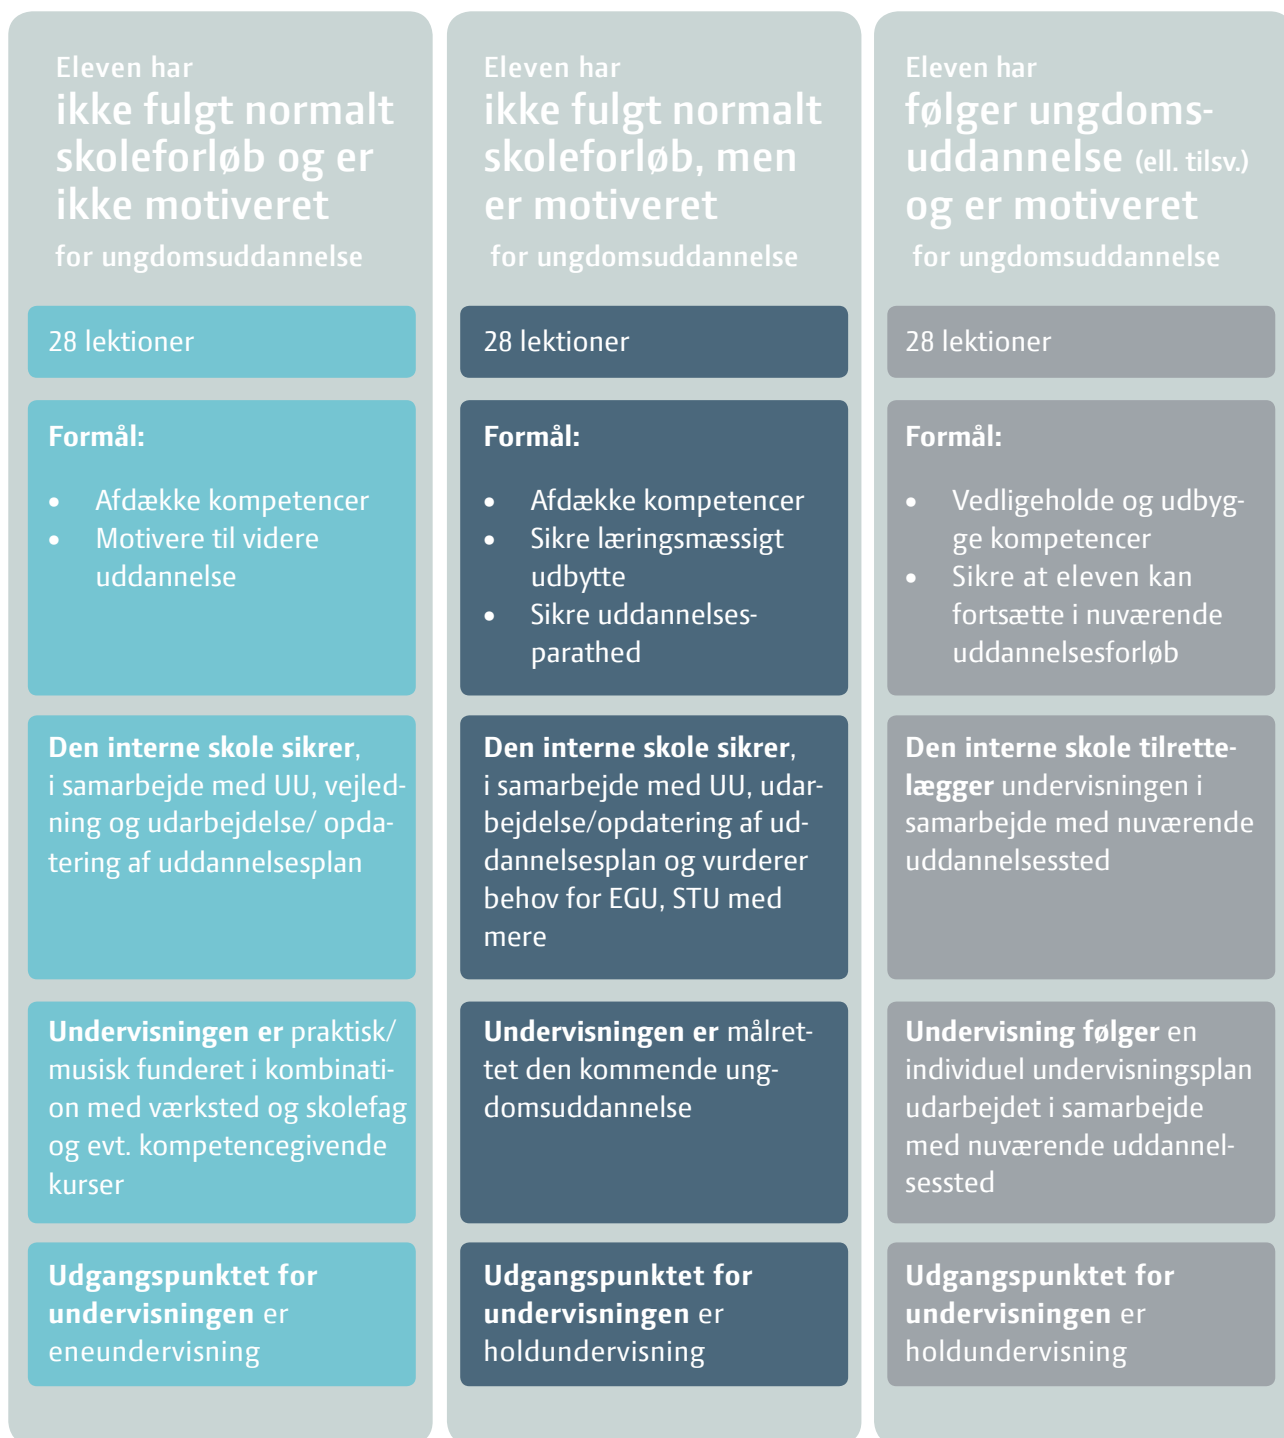 Eleven har
ikke fulgt normalt
skoleforløb og er
ikke motiveret
for ungdomsuddannelse
28 lektioner
Formål:
• Afdække kompetencer
• Motivere til videre
uddannelse
Den interne skole sikrer,
i samarbejde med UU, vejled-
ning og udarbejdelse/ opda-
tering af uddannelsesplan
Undervisningen er praktisk/
musisk funderet i kombinati-
on med værksted og skolefag
og evt. kompetencegivende
kurser
Udgangspunktet for
undervisningen er
eneundervisning
Eleven har
ikke fulgt normalt
skoleforløb, men
er motiveret
for ungdomsuddannelse
28 lektioner
Formål:
• Afdække kompetencer
• Sikre læringsmæssigt
udbytte
• Sikre uddannelses-
parathed
Den interne skole sikrer,
i samarbejde med UU, udar-
bejdelse/opdatering af ud-
dannelsesplan og vurderer
behov for EGU, STU med
mere
Undervisningen er målret-
tet den kommende ung-
domsuddannelse
Udgangspunktet for
undervisningen er
holdundervisning
Eleven har
følger ungdoms-
uddannelse (ell. tilsv.)
og er motiveret
for ungdomsuddannelse
28 lektioner
Formål:
• Vedligeholde og udbyg-
ge kompetencer
• Sikre at eleven kan
fortsætte i nuværende
uddannelsesforløb
Den interne skole tilrette-
lægger undervisningen i
samarbejde med nuværende
uddannelsessted
Undervisning følger en
individuel undervisningsplan
udarbejdet i samarbejde
med nuværende uddannel-
sessted
Udgangspunktet for
undervisningen er
holdundervisning